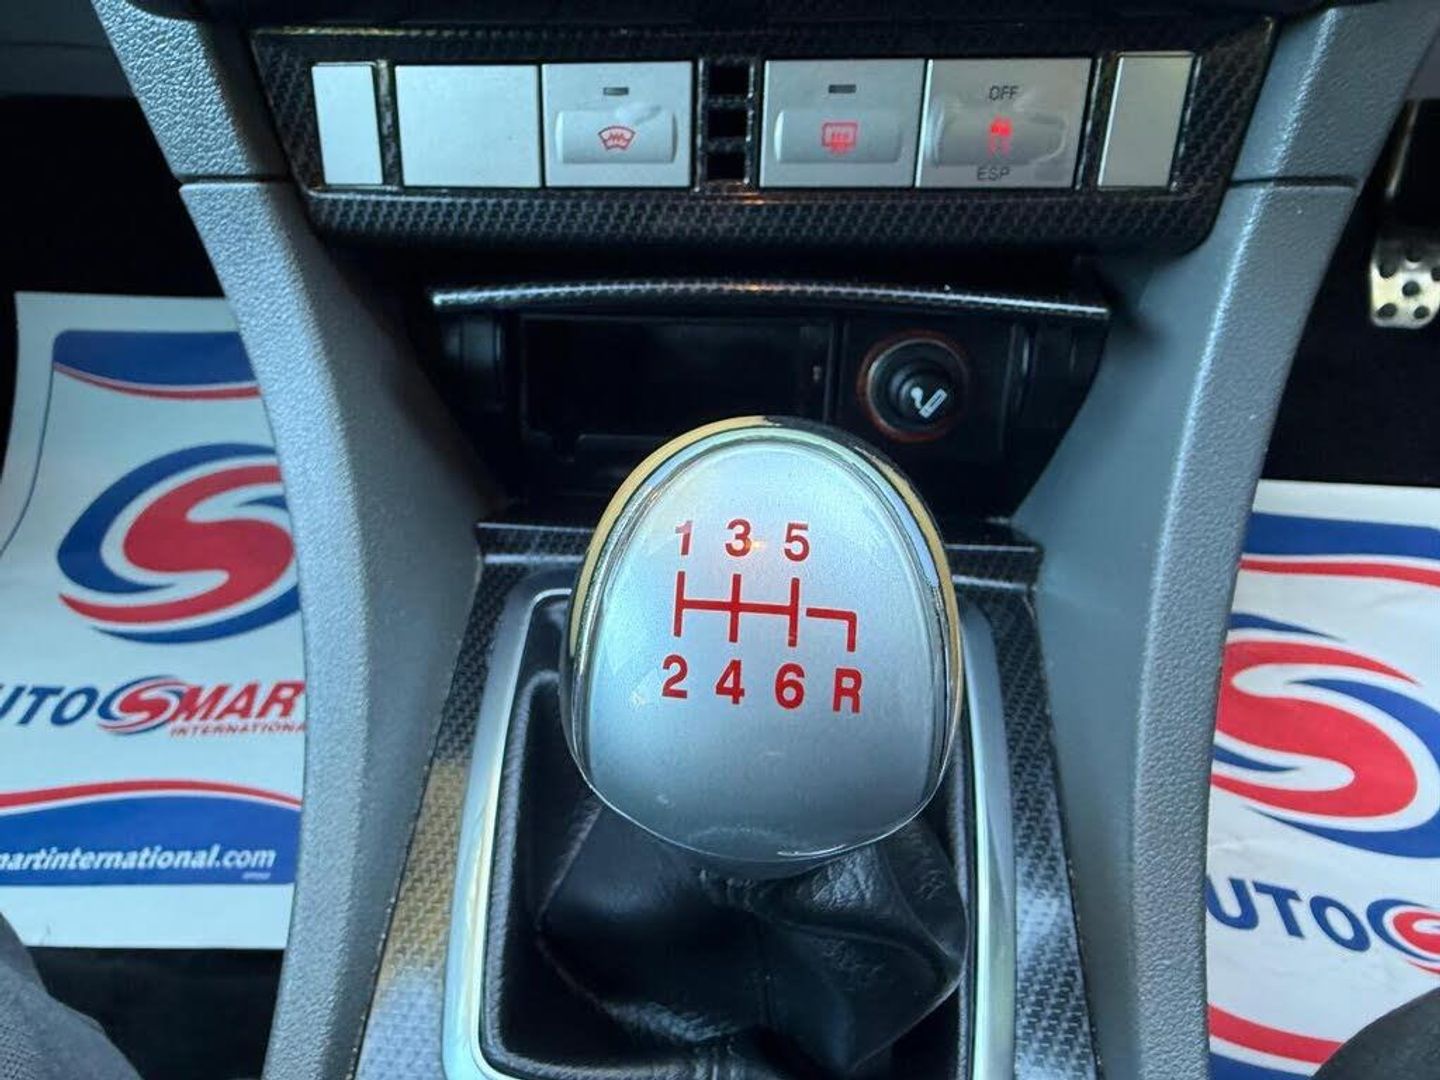 OFF
ESP
1 3 5
2 4 6 R
UTOSMAR
INTERNATIONA
martinternational.com
UTO